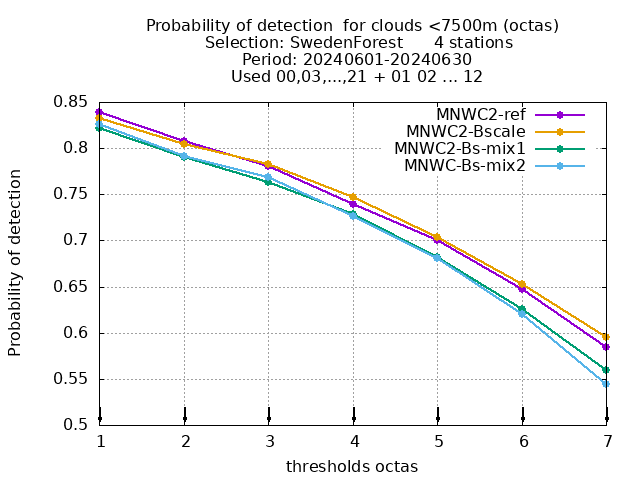 Probability of detection  for clouds <7500m (octas)
Selection: SwedenForest      4 stations
Period: 20240601-20240630
Used 00,03,...,21 + 01 02 ... 12
MNWC2-ref
MNWC2-Bscale
MNWC2-Bs-mix1
MNWC-Bs-mix2
Probability of detection
0.85
0.8
0.75
0.7
0.65
0.6
0.55
0.5
1 2 3 4 5 6 7
thresholds octas